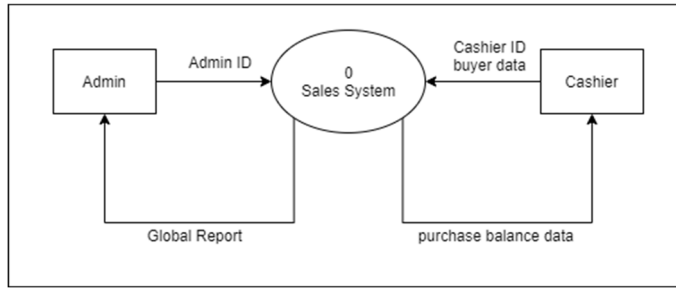 Admin
Admin ID
0
Sales System
Cashier ID
buyer data
Cashier
Global Report
purchase balance data